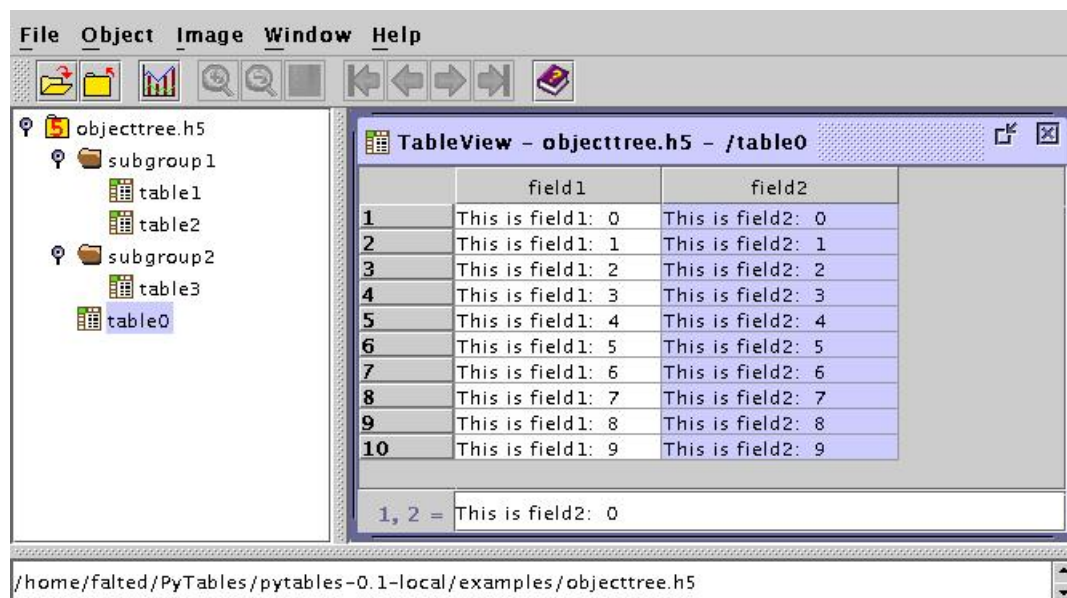 File Object Image Window Help
5 objecttree.h5
subgroup1
table1
table2
subgroup2
table3
table0
TableView – objecttree.h5 – /table0
field1 field2
1 This is field1: 0 This is field2: 0
2 This is field1: 1 This is field2: 1
3 This is field1: 2 This is field2: 2
4 This is field1: 3 This is field2: 3
5 This is field1: 4 This is field2: 4
6 This is field1: 5 This is field2: 5
7 This is field1: 6 This is field2: 6
8 This is field1: 7 This is field2: 7
9 This is field1: 8 This is field2: 8
10 This is field1: 9 This is field2: 9
1, 2 = This is field2: 0
/home/falted/PyTables/pytables-0.1-local/examples/objecttree.h5